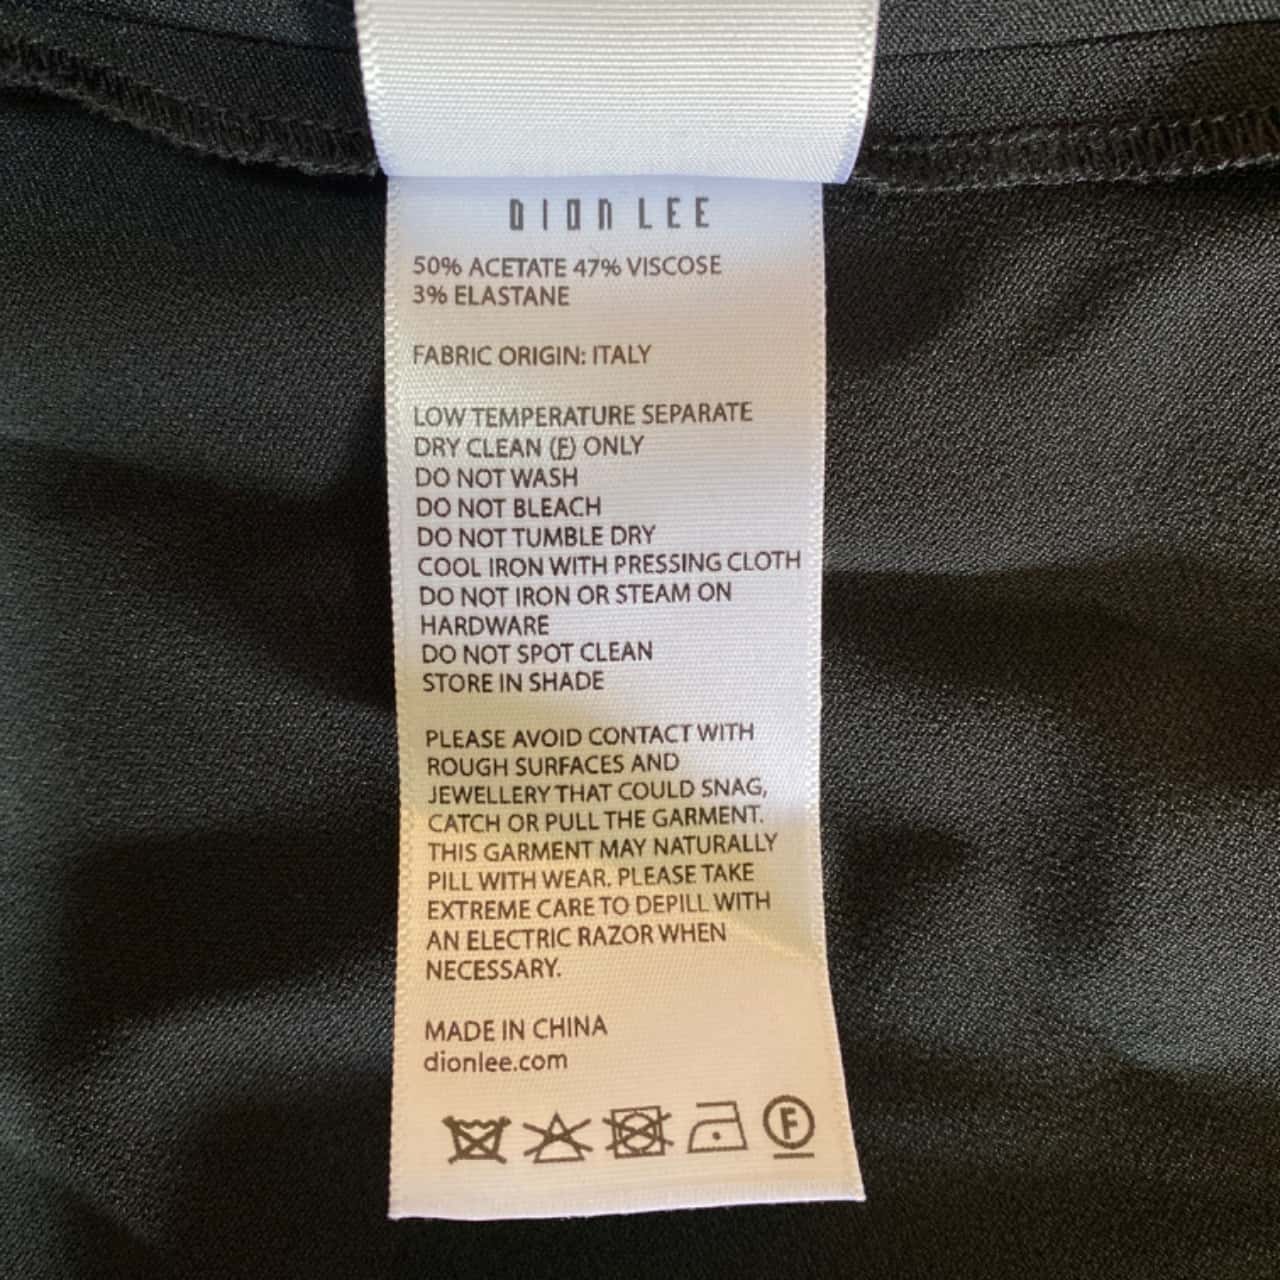 DION LEE
50% ACETATE 47% VISCOSE
3% ELASTANE
FABRIC ORIGIN: ITALY
LOW TEMPERATURE SEPARATE
DRY CLEAN (F) ONLY
DO NOT WASH
DO NOT BLEACH
DO NOT TUMBLE DRY
COOL IRON WITH PRESSING CLOTH
DO NOT IRON OR STEAM ON
HARDWARE
DO NOT SPOT CLEAN
STORE IN SHADE
PLEASE AVOID CONTACT WITH
ROUGH SURFACES AND
JEWELLERY THAT COULD SNAG,
CATCH OR PULL THE GARMENT.
THIS GARMENT MAY NATURALLY
PILL WITH WEAR. PLEASE TAKE
EXTREME CARE TO DEPILL WITH
AN ELECTRIC RAZOR WHEN
NECESSARY.
MADE IN CHINA
dionlee.com
F